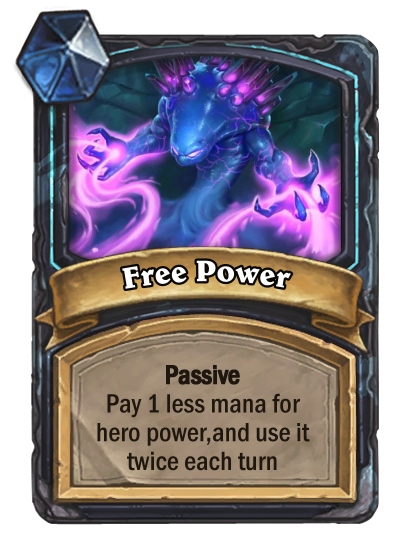 Free Power
Passive
Pay 1 less mana for
hero power,and use it
twice each turn